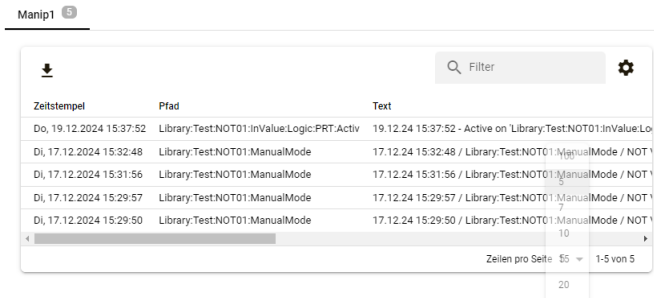 Manip1 5
Filter
Zeitstempel Pfad Text
Do, 19.12.2024 15:37:52 Library:Test:NOT01:InValue:Logic:PRT:Activ 19.12.24 15:37:52 - Active on 'Library:Test:NOT01:InValue:Lo
Di, 17.12.2024 15:32:48 Library:Test:NOT01:ManualMode 17.12.24 15:32:48 / Library:Test:NOT01:ManualMode / NOT
100
Di, 17.12.2024 15:31:56 Library:Test:NOT01:ManualMode 17.12.24 15:31:56 / Library:Test:NOT01:ManualMode / NOT
5
Di, 17.12.2024 15:29:57 Library:Test:NOT01:ManualMode 17.12.24 15:29:57 / Library:Test:NOT01:ManualMode / NOT
7
Di, 17.12.2024 15:29:50 Library:Test:NOT01:ManualMode 17.12.24 15:29:50 / Library:Test:NOT01:ManualMode / NOT
10
Zeilen pro Seite 1-5 von 5
20